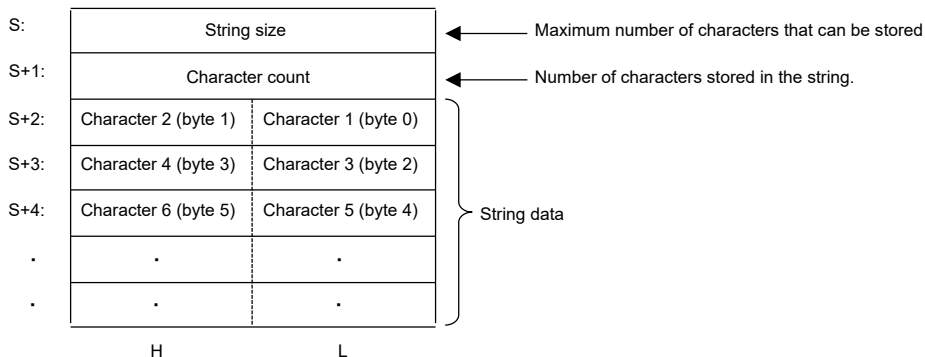 S: String size Maximum number of characters that can be stored
S+1: Character count Number of characters stored in the string.
S+2: Character 2 (byte 1) Character 1 (byte 0)
S+3: Character 4 (byte 3) Character 3 (byte 2)
S+4: Character 6 (byte 5) Character 5 (byte 4)
String data
. . .
. . .
H L